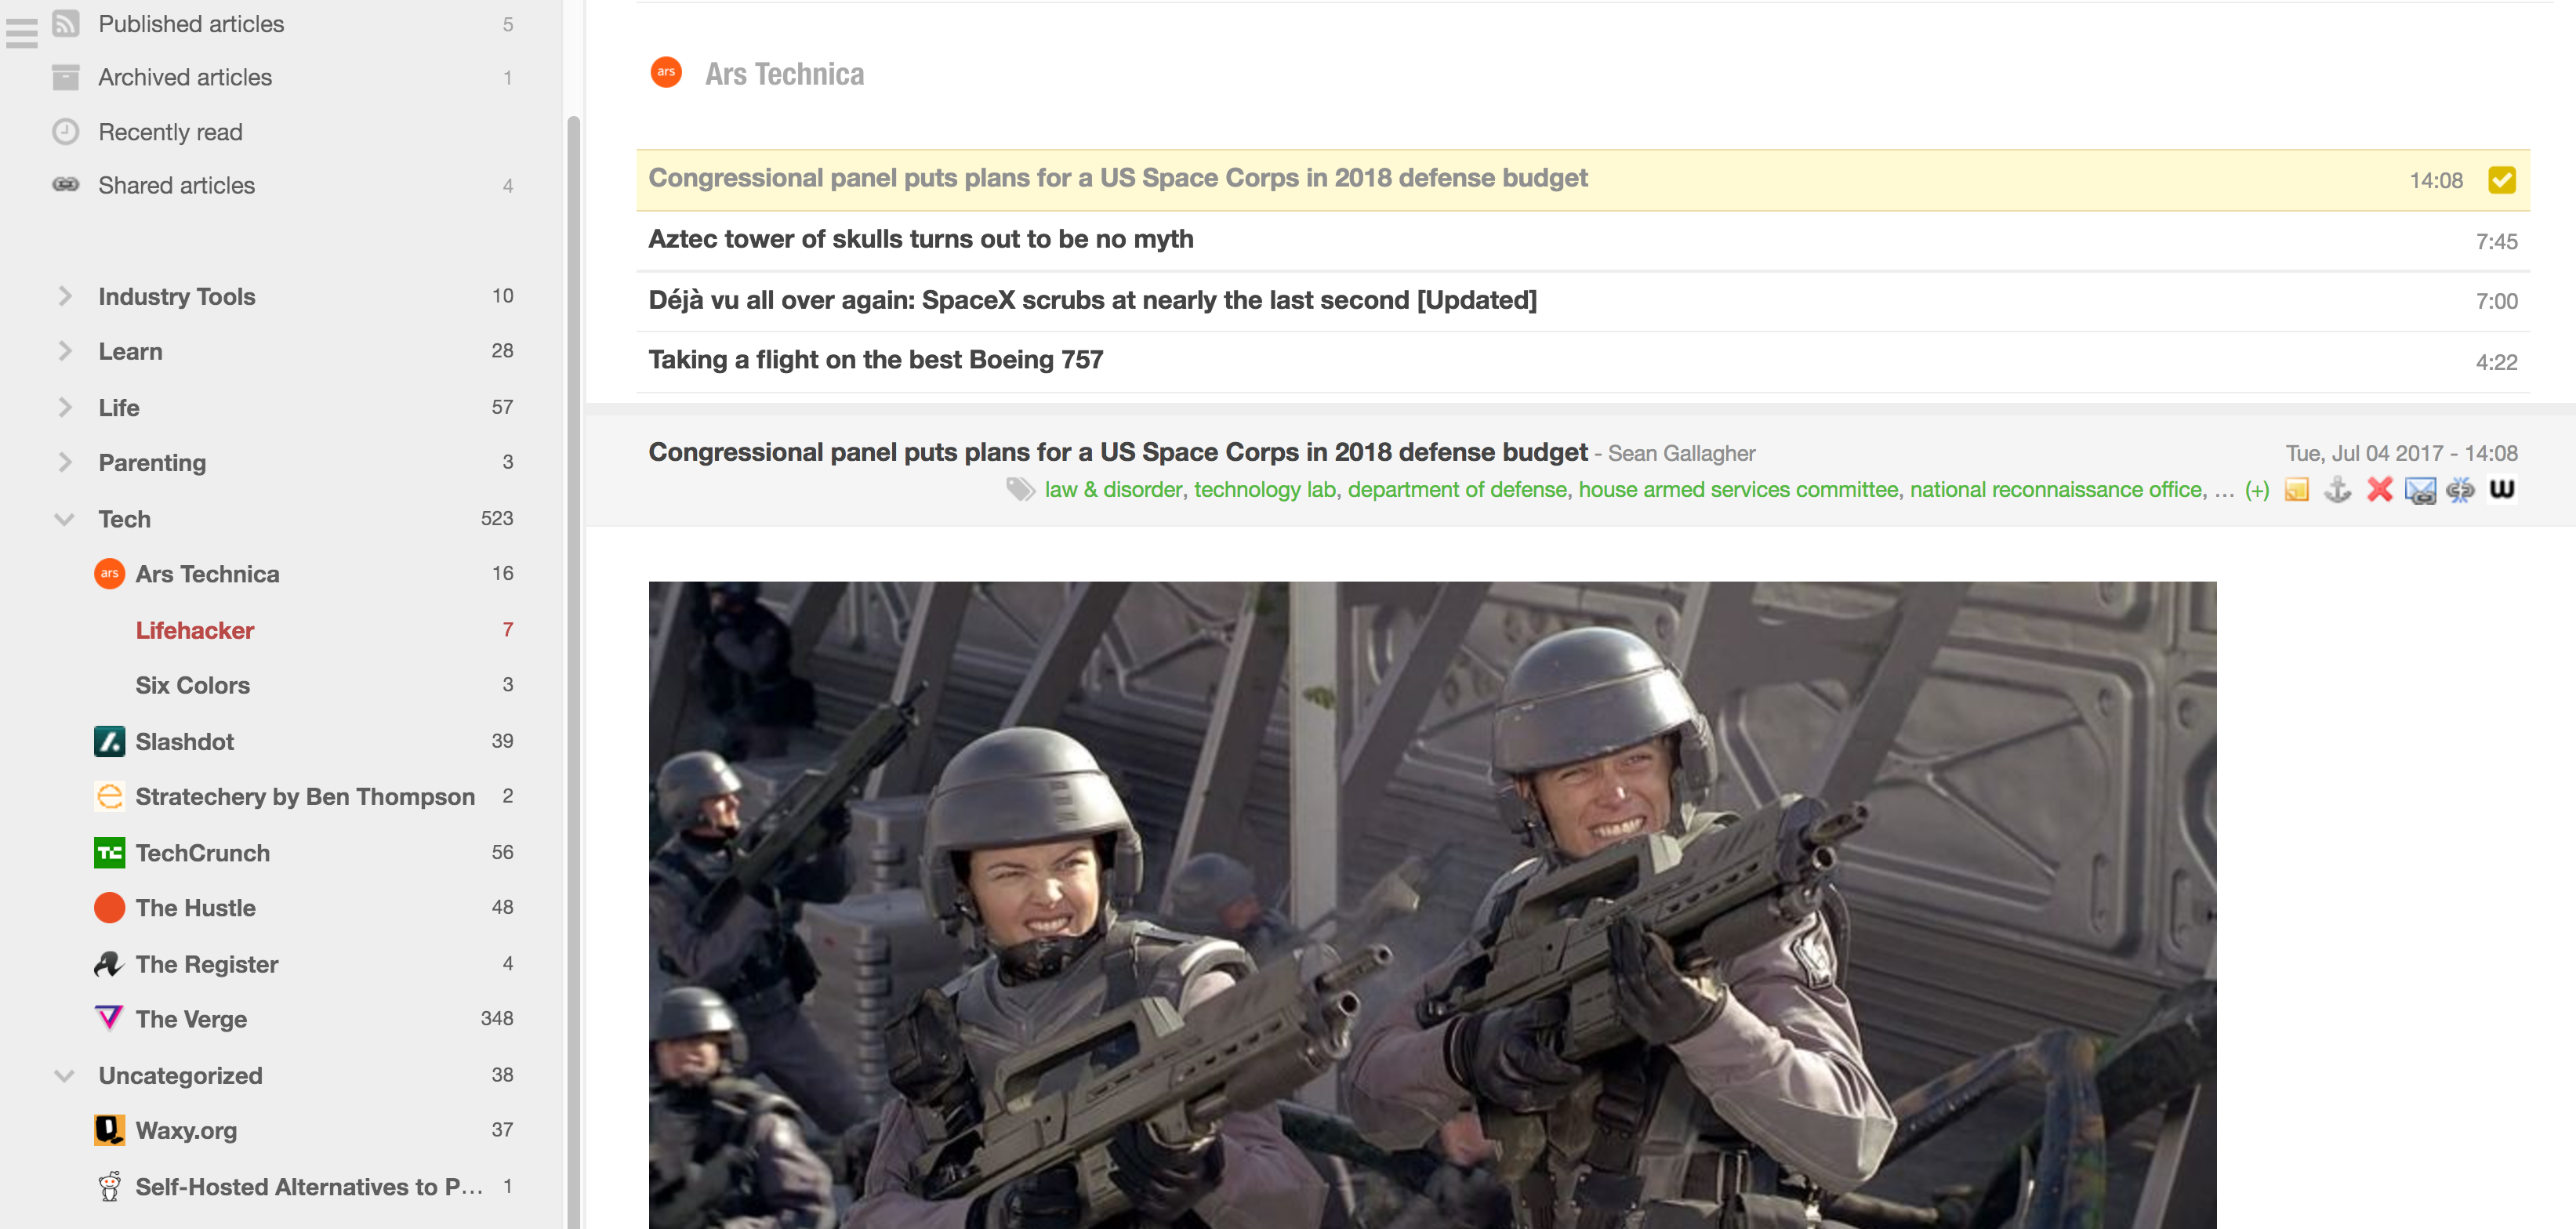 Published articles 5
Archived articles 1
Recently read
Shared articles 4
Industry Tools 10
Learn 28
Life 57
Parenting 3
Tech 523
ars Ars Technica 16
Lifehacker 7
Six Colors 3
Slashdot 39
Stratechery by Ben Thompson 2
TC TechCrunch 56
The Hustle 48
The Register 4
The Verge 348
Uncategorized 38
Waxy.org 37
Self-Hosted Alternatives to P... 1
ars Ars Technica
Congressional panel puts plans for a US Space Corps in 2018 defense budget 14:08
Aztec tower of skulls turns out to be no myth 7:45
Déjà vu all over again: SpaceX scrubs at nearly the last second [Updated] 7:00
Taking a flight on the best Boeing 757 4:22
Congressional panel puts plans for a US Space Corps in 2018 defense budget - Sean Gallagher Tue, Jul 04 2017 - 14:08
law & disorder, technology lab, department of defense, house armed services committee, national reconnaissance office, ... (+) W